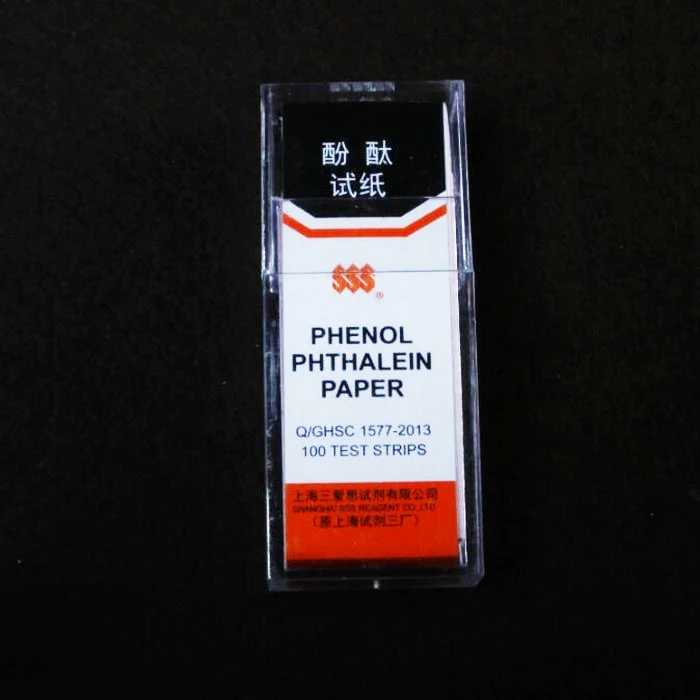 酚 酞
试纸
SSS
®
PHENOL
PHTHALEIN
PAPER
Q/GHSC 1577-2013
100 TEST STRIPS
上海三爱思试剂有限公司
SHANGHAI SSS REAGENT CO.,LTD
（原上海试剂三厂）